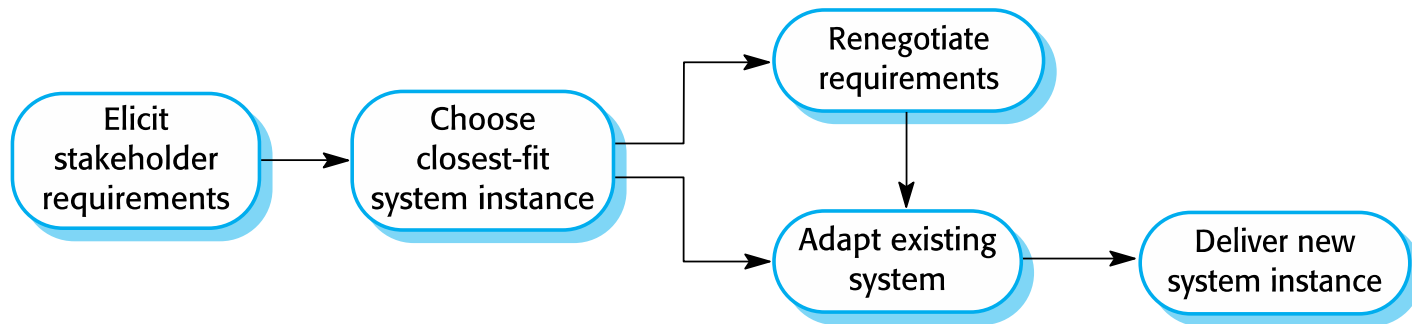 Elicit
stakeholder
requirements
Choose
closest-fit
system instance
Renegotiate
requirements
Adapt existing
system
Deliver new
system instance